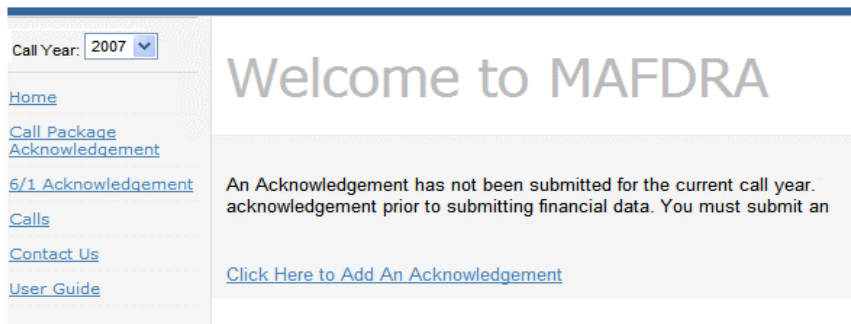 Call Year: 2007
Home
Call Package
Acknowledgement
6/1 Acknowledgement
Calls
Contact Us
User Guide
Welcome to MAFDRA
An Acknowledgement has not been submitted for the current call year.
acknowledgement prior to submitting financial data. You must submit an
Click Here to Add An Acknowledgement